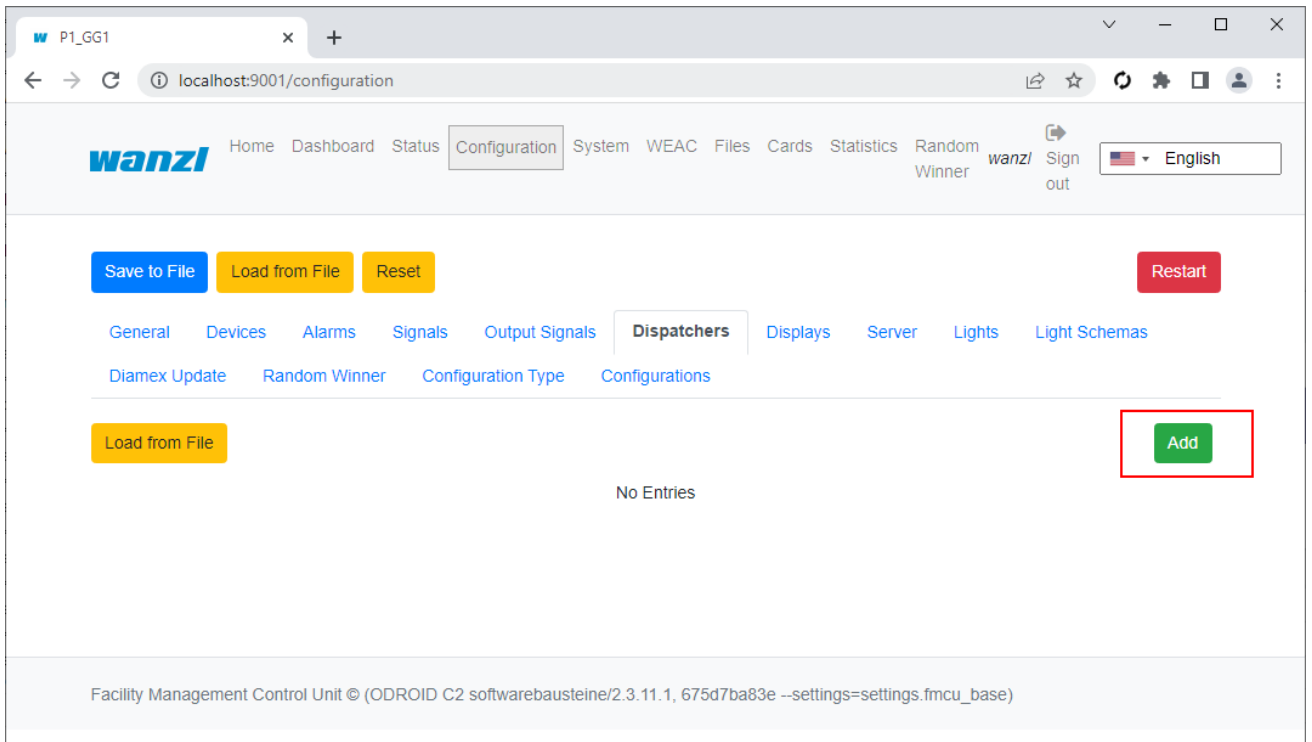 P1_GG1
localhost:9001/configuration
wanzl Home Dashboard Status Configuration System WEAC Files Cards Statistics Random Winner wanzl Sign out English
Save to File Load from File Reset Restart
General Devices Alarms Signals Output Signals Dispatchers Displays Server Lights Light Schemas
Diamex Update Random Winner Configuration Type Configurations
Load from File Add
No Entries
Facility Management Control Unit © (ODROID C2 softwarebausteine/2.3.11.1, 675d7ba83e --settings=settings.fmcu_base)